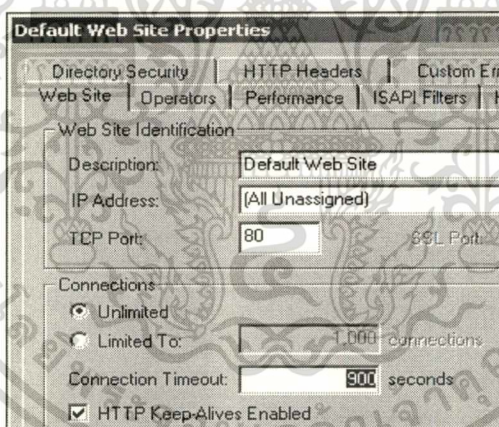 Default Web Site Properties
Directory Security HTTP Headers Custom Err
Web Site Operators Performance ISAPI Filters H
Web Site Identification
Description: Default Web Site
IP Address: (All Unassigned)
TCP Port: 80 SSL Port:
Connections
Unlimited
Limited To: 1,000 connections
Connection Timeout: 900 seconds
HTTP Keep-Alives Enabled